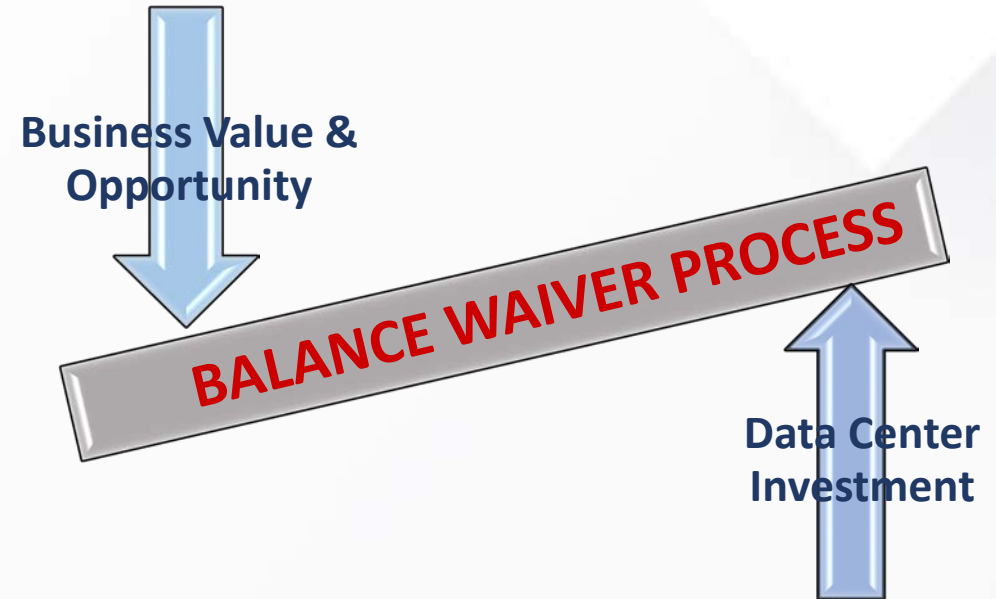 Business Value &
Opportunity
BALANCE WAIVER PROCESS
Data Center
Investment